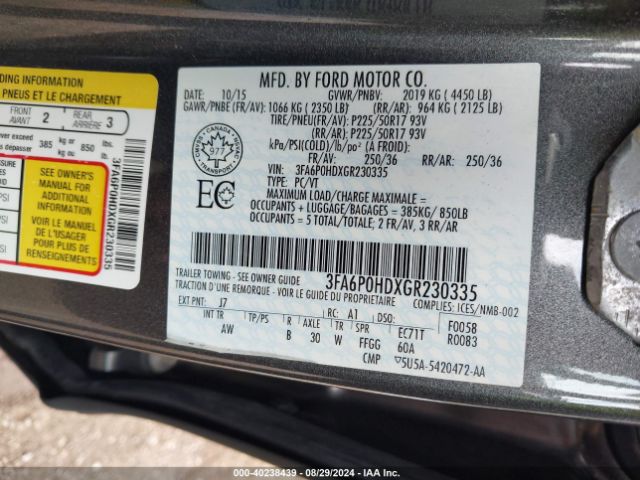 DING INFORMATION
PNEUS ET LE CHARGEMENT
FRONT
AVANT 2 REAR
ARRIÈRE 3
never exceed 385 kg or 850 lbs.
SEE OWNER'S
MANUAL FOR
ADDITIONAL
INFORMATION
VOIR LE MANUEL
DE L'USAGER
POUR PLUS DE
RENSEIGNEMENTS
3FA6P0HDXGR230335
MFD. BY FORD MOTOR CO.
DATE: 10/15 GVWR/PNBV: 2019 KG ( 4450 LB)
GAWR/PNBE (FR/AV): 1066 KG ( 2350 LB) (RR/AR): 964 KG ( 2125 LB)
TIRE/PNEU(FR/AV): P225/50R17 93V
(RR/AR): P225/50R17 93V
kPa/PSI(COLD)/lb/po² (A FROID):
FR/AV: 250/36 RR/AR: 250/36
VIN: 3FA6P0HDXGR230335
TYPE: PC/VT
MAXIMUM LOAD/CHARGE MAXIMALE =
OCCUPANTS + LUGGAGE/BAGAGES = 385KG/ 850LB
OCCUPANTS = 5 TOTAL/TOTALE; 2 FR/AV, 3 RR/AR
CANADA
977
TRANSPORT
EC
3FA6P0HDXGR230335
TRAILER TOWING - SEE OWNER GUIDE
TRACTION D'UNE REMORQUE - VOIR LE GUIDE DU PROPRIETAIRE COMPLIES: ICES/NMB-002
EXT PNT: J7 RC: A1 DSO: F0058
INT TR TP/PS R AXLE TR SPR EC71T R0083
AW B 30 W FFGG 60A
CMP ▽5U5A-5420472-AA
000-40238439 - 08/29/2024 - IAA Inc.